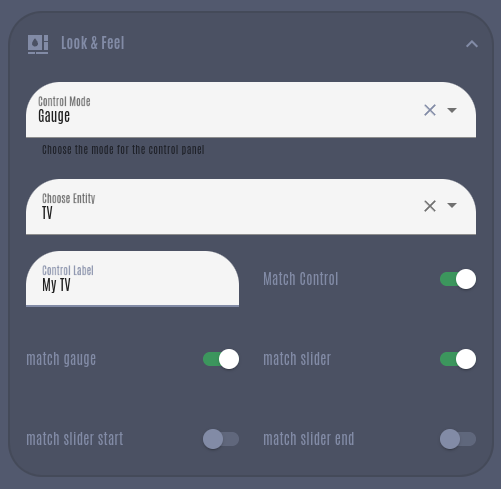 Look & Feel
Control Mode
Gauge
Choose the mode for the control panel
Choose Entity
TV
Control Label
My TV
Match Control
match gauge
match slider
match slider start
match slider end